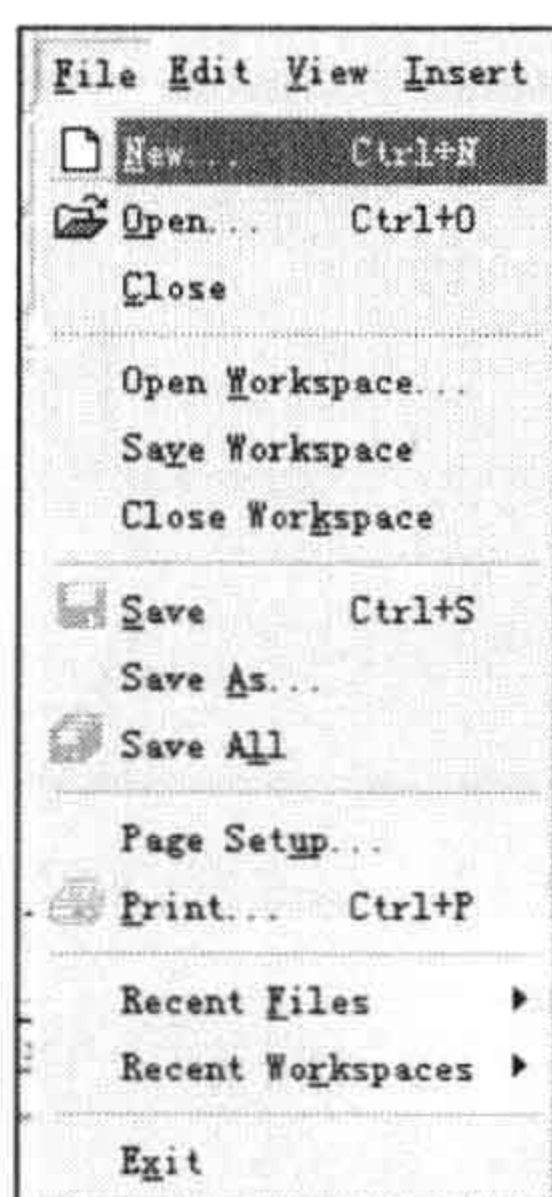 File Edit View Insert
New... Ctrl+N
Open... Ctrl+O
Close
Open Workspace...
Save Workspace
Close Workspace
Save Ctrl+S
Save As...
Save All
Page Setup...
Print... Ctrl+P
Recent Files
Recent Workspaces
Exit